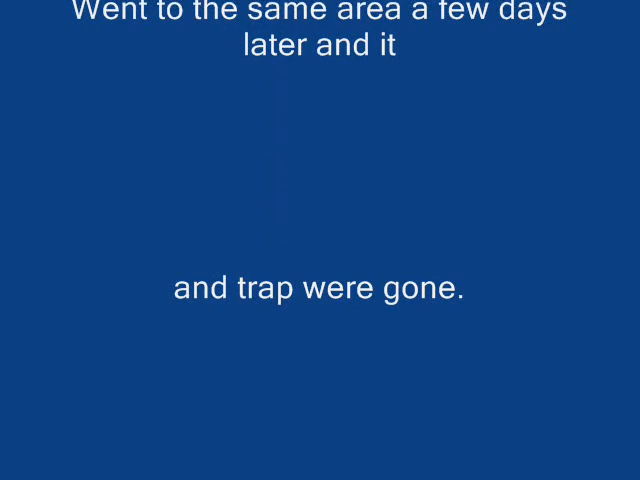 Went to the same area a few days
later and it
and trap were gone.